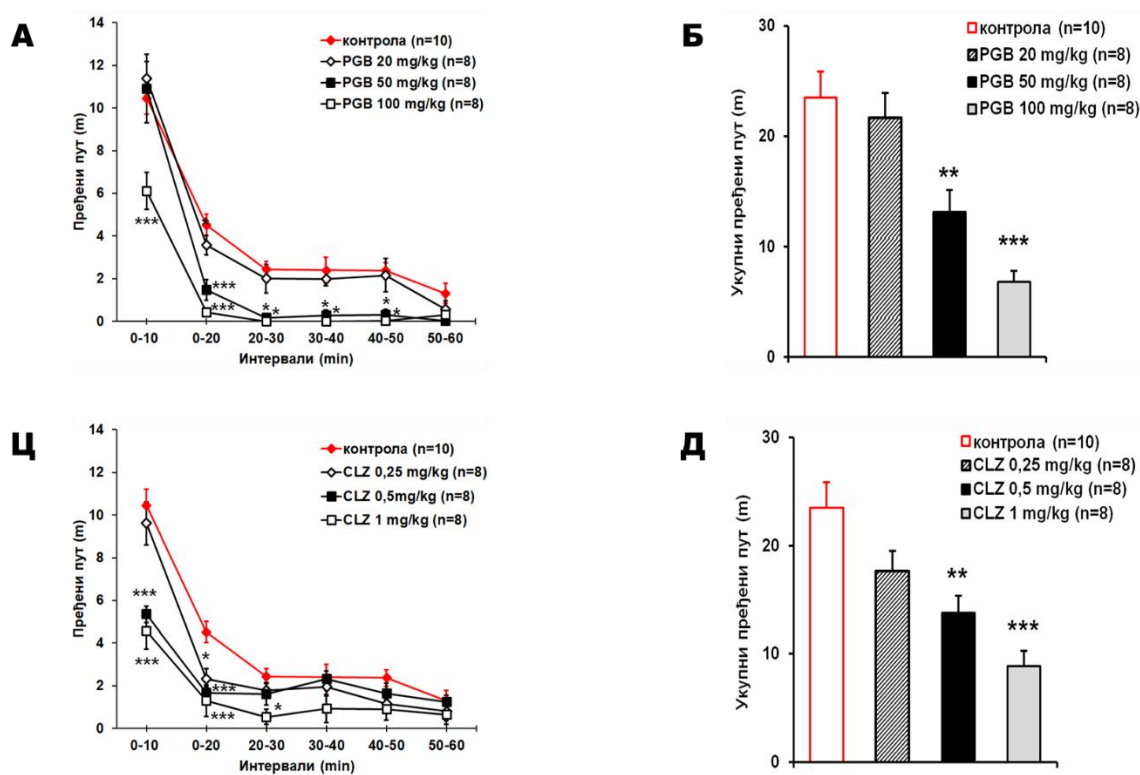 А
14
12
10
8
6
4
2
0
Пређени пут (m)
контрола (n=10)
PGB 20 mg/kg (n=8)
PGB 50 mg/kg (n=8)
PGB 100 mg/kg (n=8)
***
***
***
* *
* *
*
*
0-10 0-20 20-30 30-40 40-50 50-60
Интервали (min)
Б
30
20
10
0
Укупни пређени пут (m)
контрола (n=10)
PGB 20 mg/kg (n=8)
PGB 50 mg/kg (n=8)
PGB 100 mg/kg (n=8)
**
***
Ц
14
12
10
8
6
4
2
0
Пређени пут (m)
контрола (n=10)
CLZ 0,25 mg/kg (n=8)
CLZ 0,5mg/kg (n=8)
CLZ 1 mg/kg (n=8)
***
***
*
***
***
*
0-10 0-20 20-30 30-40 40-50 50-60
Интервали (min)
Д
30
20
10
0
Укупни пређени пут (m)
контрола (n=10)
CLZ 0,25 mg/kg (n=8)
CLZ 0,5 mg/kg (n=8)
CLZ 1 mg/kg (n=8)
**
***